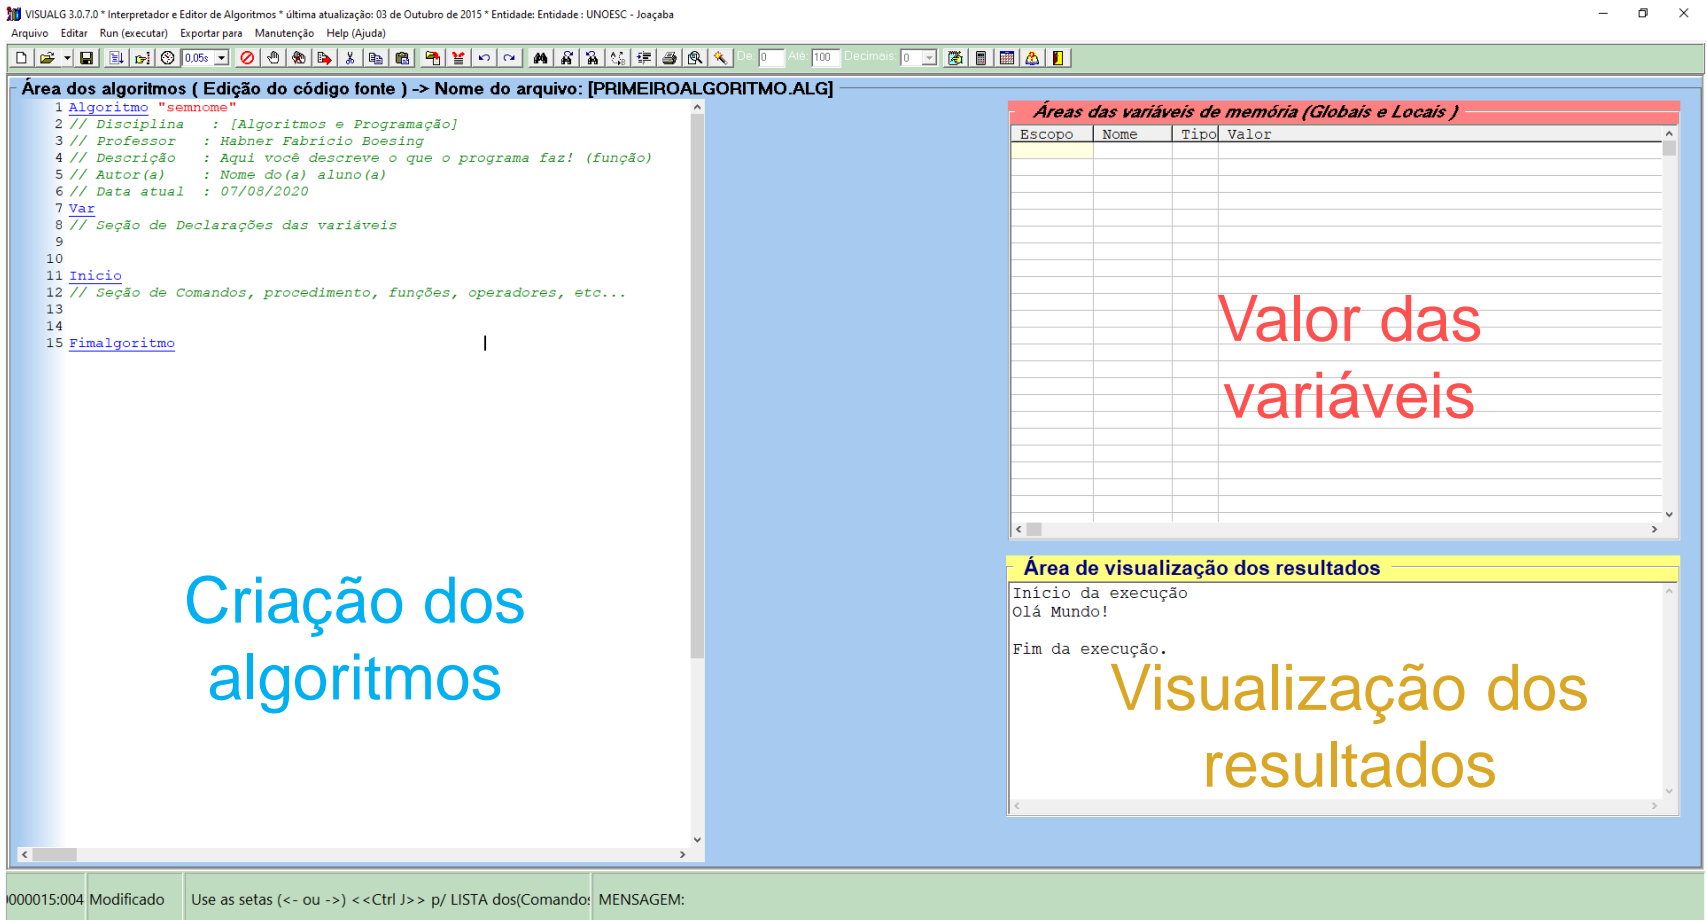 VISUALG 3.0.7.0 * Interpretador e Editor de Algoritmos * última atualização: 03 de Outubro de 2015 * Entidade: Entidade : UNOESC - Joaçaba
Arquivo Editar Run (executar) Exportar para Manutenção Help (Ajuda)
0,05s De: 0 Até: 100 Decimais: 0
Área dos algoritmos ( Edição do código fonte ) -> Nome do arquivo: [PRIMEIROALGORITMO.ALG]
1 Algoritmo "semnome"
2 // Disciplina : [Algoritmos e Programação]
3 // Professor : Habner Fabricio Boesing
4 // Descrição : Aqui você descreve o que o programa faz! (função)
5 // Autor(a) : Nome do(a) aluno(a)
6 // Data atual : 07/08/2020
7 Var
8 // Seção de Declarações das variáveis
9
10
11 Inicio
12 // Seção de Comandos, procedimento, funções, operadores, etc...
13
14
15 Fimalgoritmo
Criação dos
algoritmos
Áreas das variáveis de memória (Globais e Locais )
Escopo Nome Tipo Valor
Valor das
variáveis
Área de visualização dos resultados
Início da execução
Olá Mundo!
Fim da execução.
Visualização dos
resultados
000015:004 Modificado Use as setas (<- ou ->) <<Ctrl J>> p/ LISTA dos(Comandos MENSAGEM: